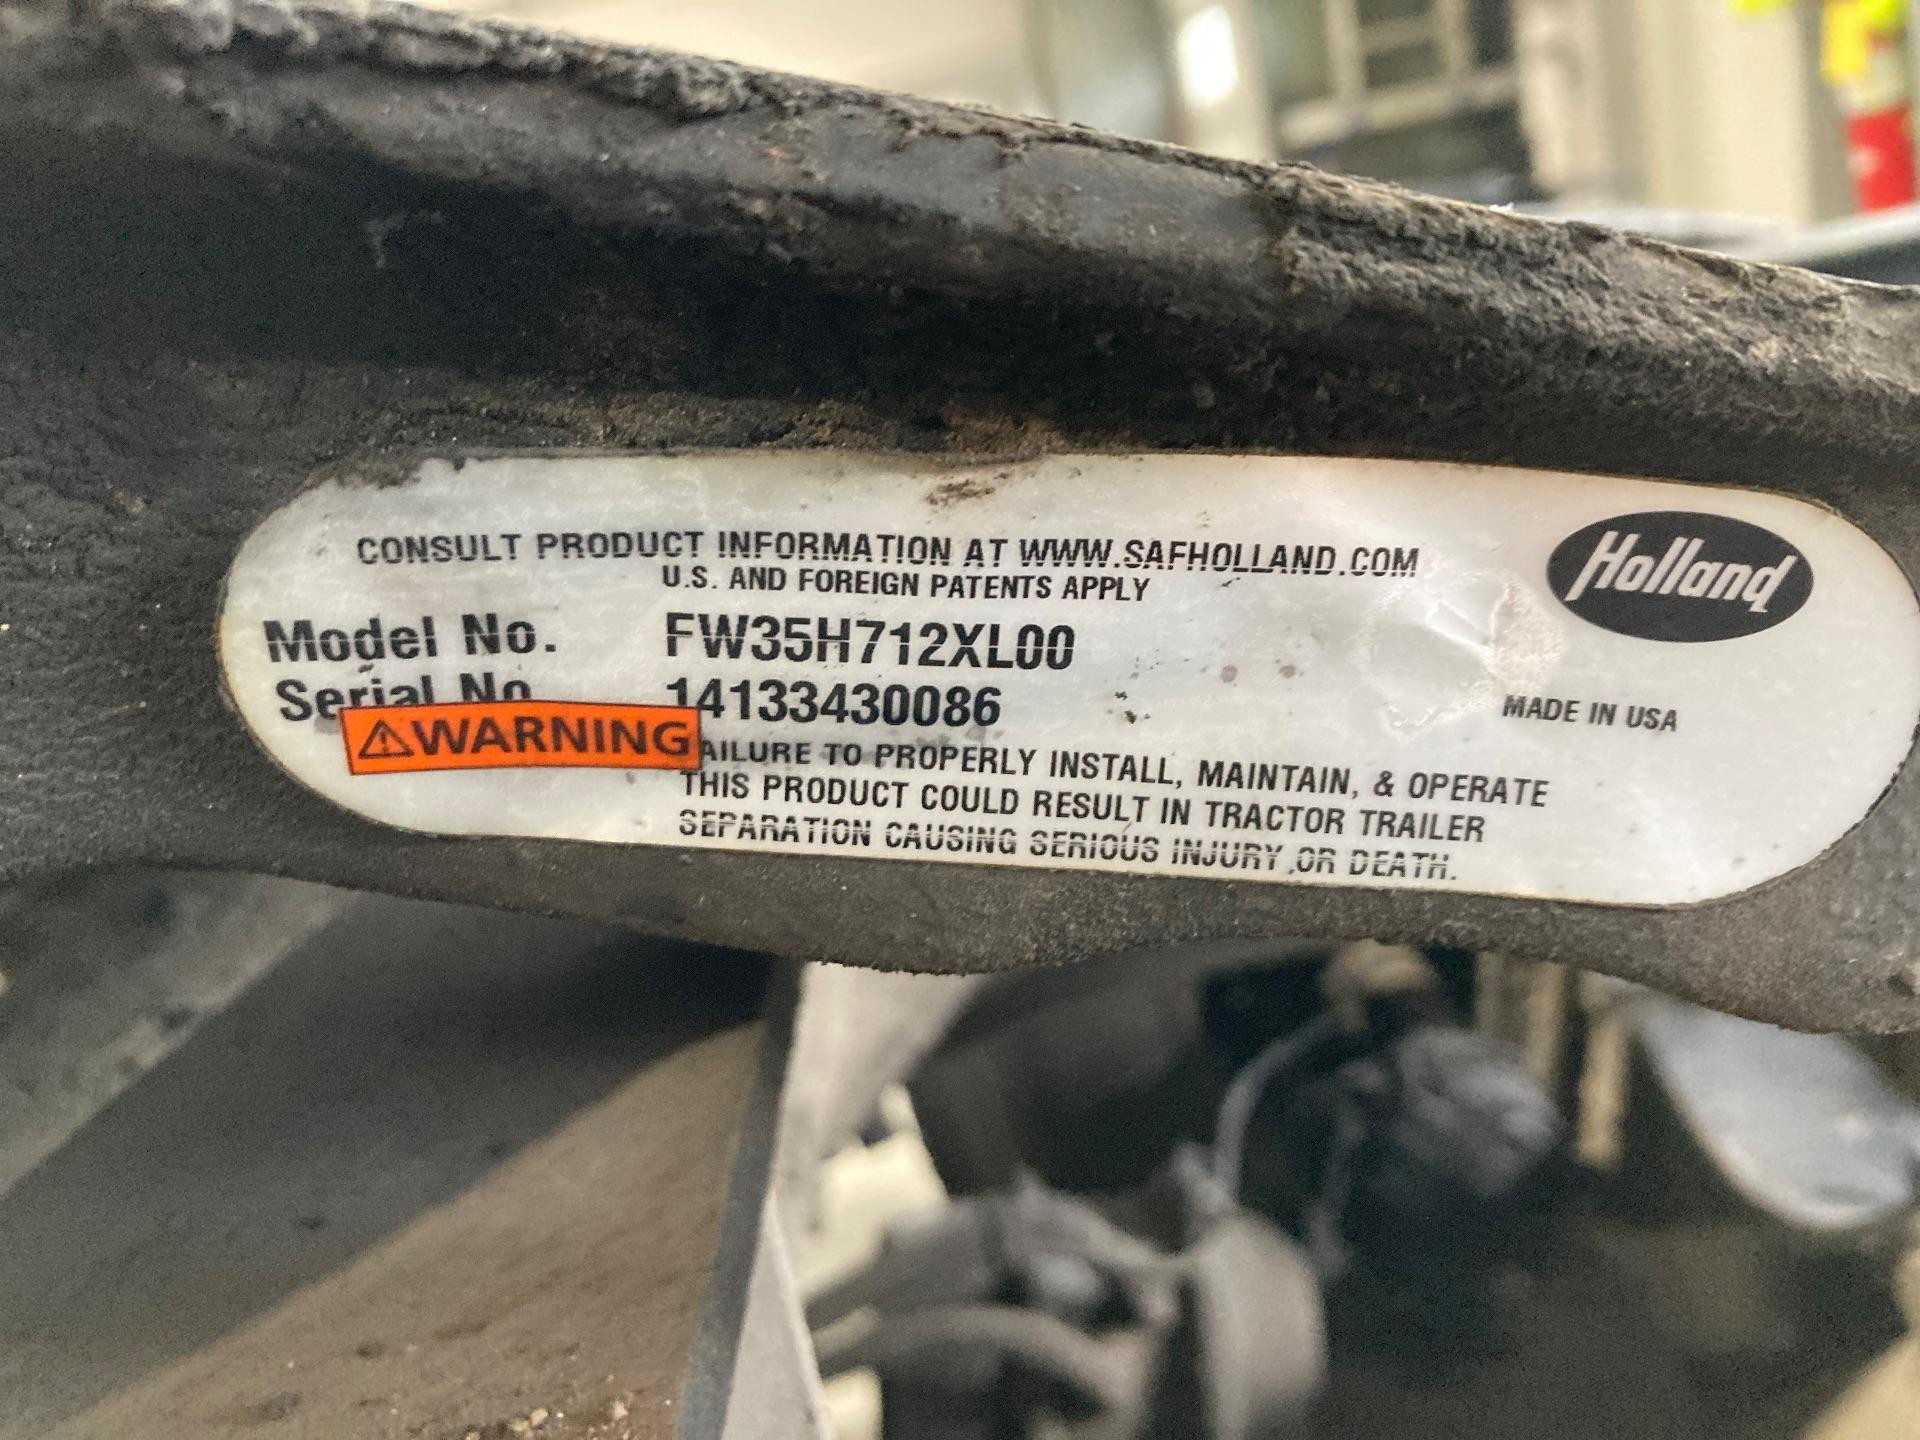 CONSULT PRODUCT INFORMATION AT WWW.SAFHOLLAND.COM
U.S. AND FOREIGN PATENTS APPLY
Holland
Model No. FW35H712XL00
Serial No 14133430086
MADE IN USA
⚠WARNING AILURE TO PROPERLY INSTALL, MAINTAIN, & OPERATE
THIS PRODUCT COULD RESULT IN TRACTOR TRAILER
SEPARATION CAUSING SERIOUS INJURY OR DEATH.